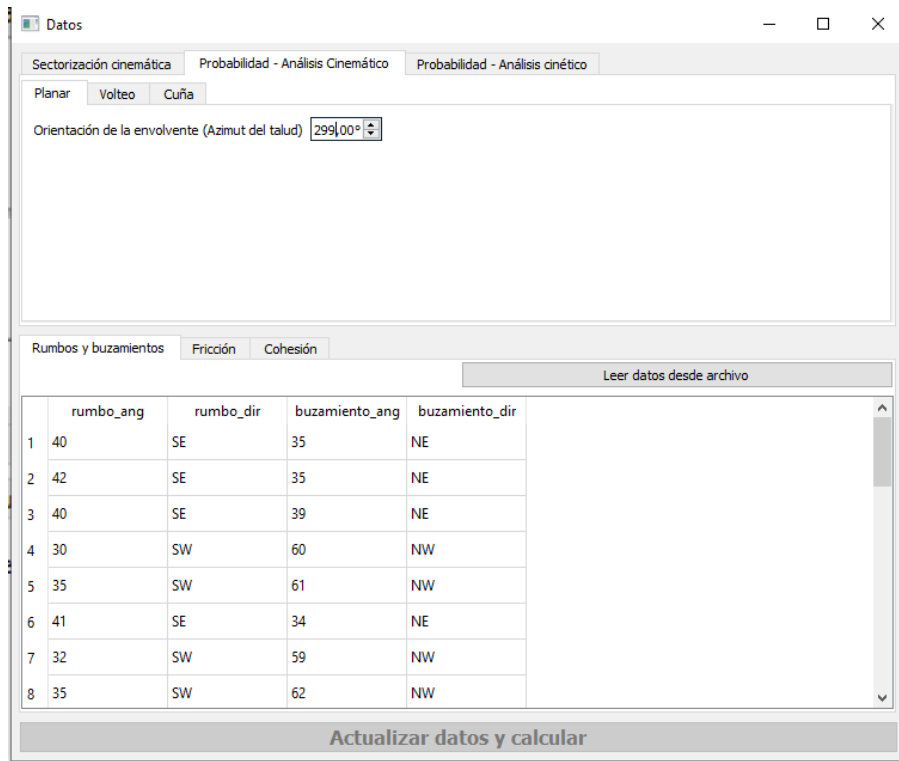 Datos
Sectorización cinemática Probabilidad - Análisis Cinemático Probabilidad - Análisis cinético
Planar Volteo Cuña
Orientación de la envolvente (Azimut del talud) 299,00°
Rumbos y buzamientos Fricción Cohesión
Leer datos desde archivo
rumbo_ang rumbo_dir buzamiento_ang buzamiento_dir
1 40 SE 35 NE
2 42 SE 35 NE
3 40 SE 39 NE
4 30 SW 60 NW
5 35 SW 61 NW
6 41 SE 34 NE
7 32 SW 59 NW
8 35 SW 62 NW
Actualizar datos y calcular